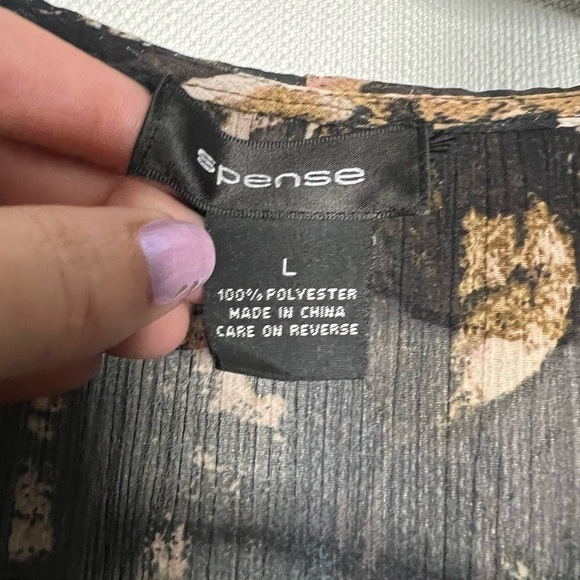 spense
L
100% POLYESTER
MADE IN CHINA
CARE ON REVERSE